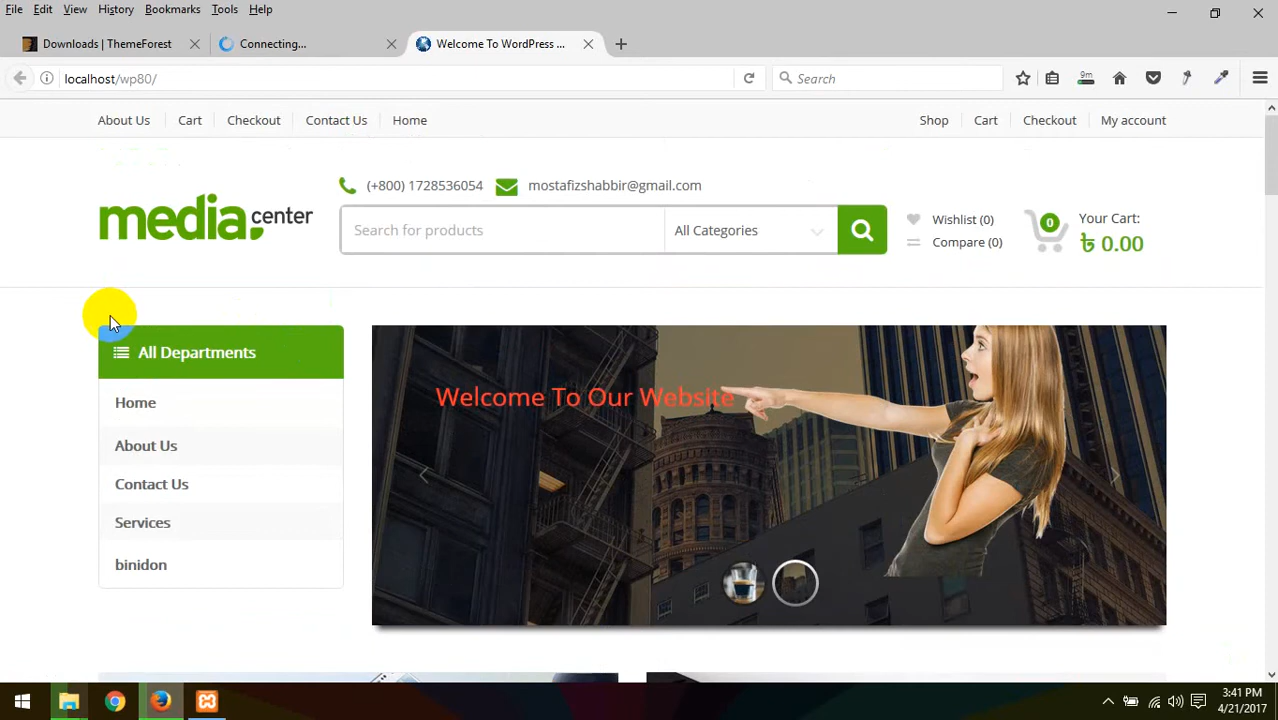 File Edit View History Bookmarks Tools Help
Downloads | ThemeForest
Connecting...
Welcome To WordPress ...
localhost/wp80/
Search
9m
About Us Cart Checkout Contact Us Home
Shop Cart Checkout My account
(+800) 1728536054 mostafizshabbir@gmail.com
media center
Search for products
All Categories
Wishlist (0)
Compare (0)
0
Your Cart:
৳ 0.00
All Departments
Home
About Us
Contact Us
Services
binidon
Welcome To Our Website
3:41 PM
4/21/2017